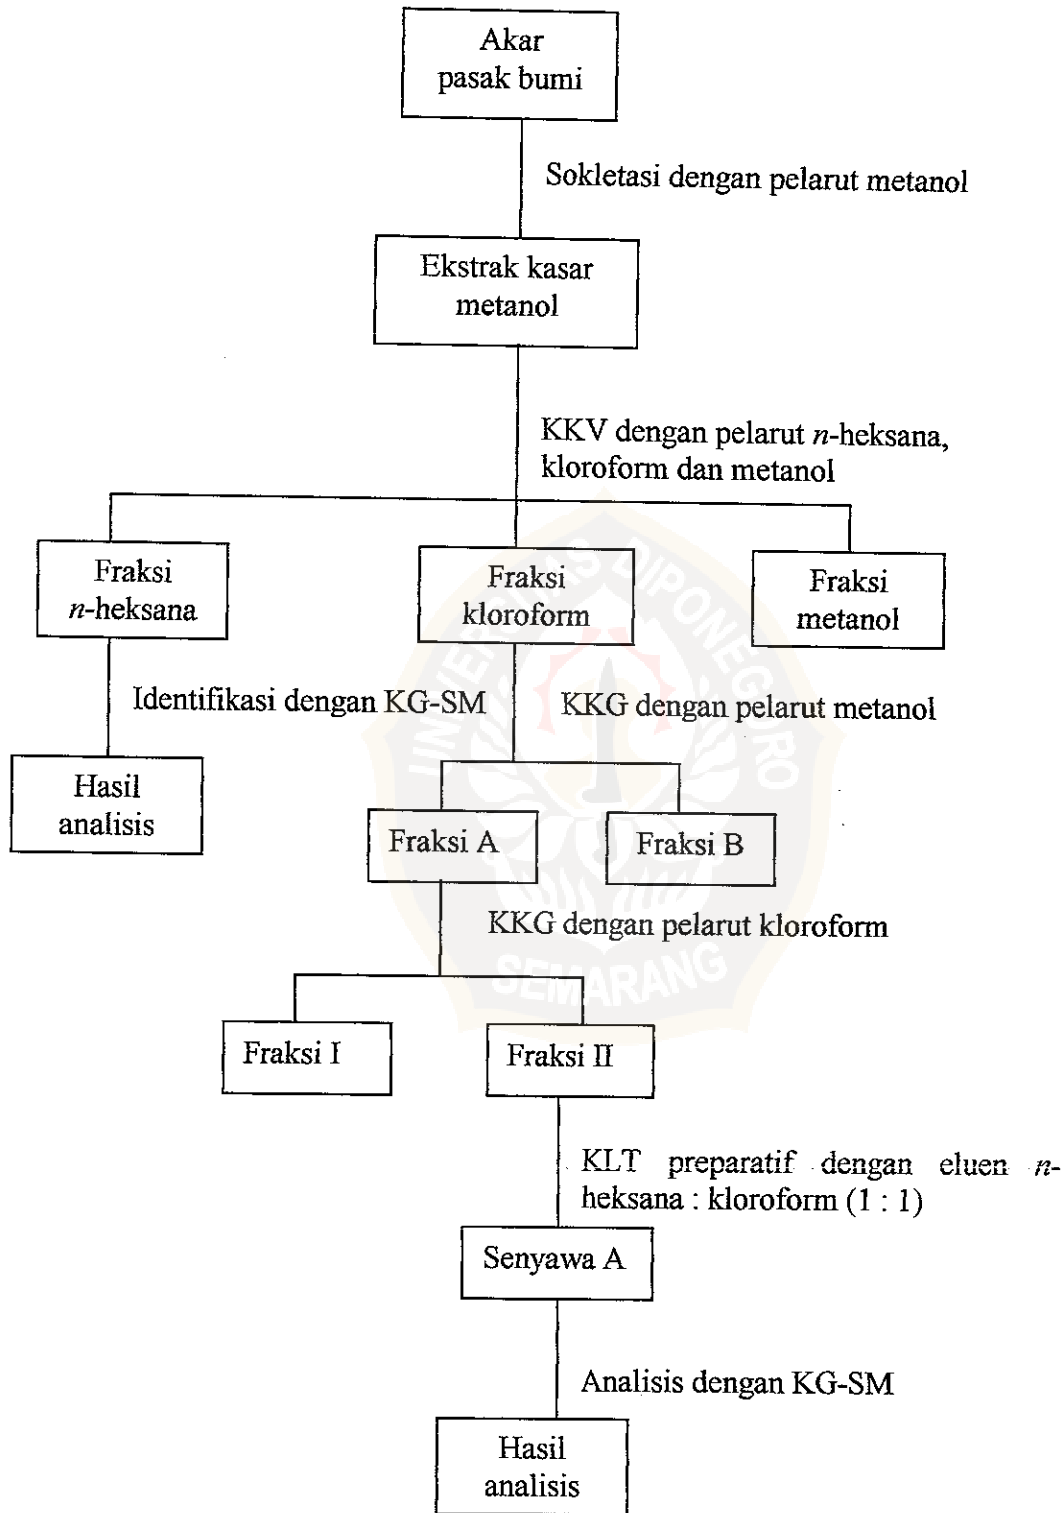 Akar
pasak bumi
Sokletasi dengan pelarut metanol
Ekstrak kasar
metanol
KKV dengan pelarut n-heksana,
kloroform dan metanol
Fraksi
n-heksana
Fraksi
kloroform
Fraksi
metanol
Identifikasi dengan KG-SM
KKG dengan pelarut metanol
Hasil
analisis
Fraksi A
Fraksi B
KKG dengan pelarut kloroform
Fraksi I
Fraksi II
KLT preparatif dengan eluen n-
heksana : kloroform (1 : 1)
Senyawa A
Analisis dengan KG-SM
Hasil
analisis
UNIVERSITAS DIPONEGORO
SEMARANG